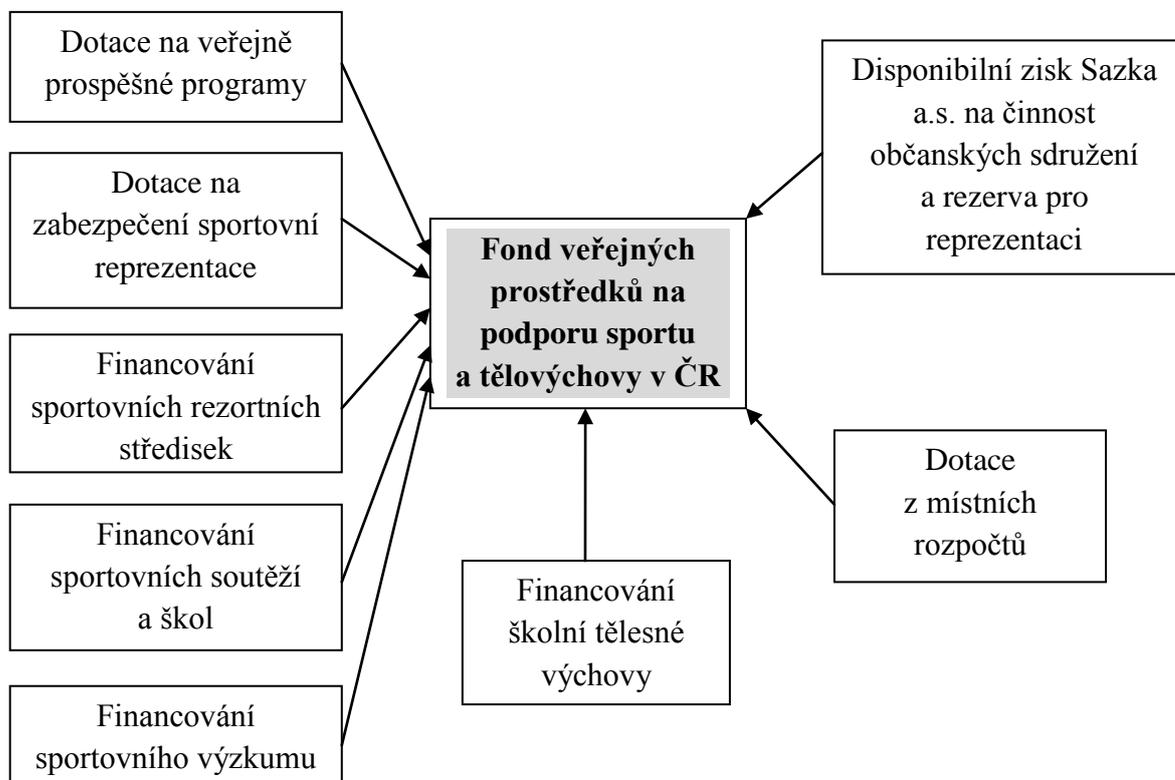 Dotace na veřejně
prospěšné programy
Dotace na
zabezpečení sportovní
reprezentace
Financování
sportovních rezortních
středisek
Financování
sportovních soutěží
a škol
Financování
sportovního výzkumu
Fond veřejných
prostředků na
podporu sportu
a tělovýchovy v ČR
Financování
školní tělesné
výchovy
Disponibilní zisk Sazka
a.s. na činnost
občanských sdružení
a rezerva pro
reprezentaci
Dotace
z místních
rozpočtů